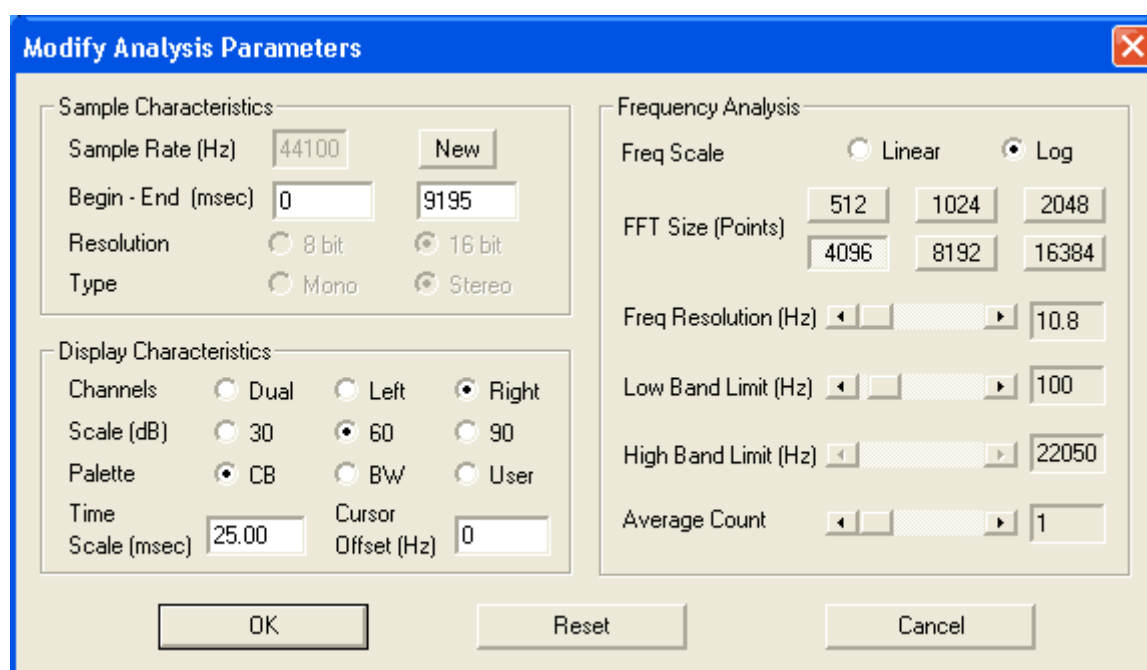 Modify Analysis Parameters
Sample Characteristics
Sample Rate (Hz) 44100 New
Begin - End (msec) 0 9195
Resolution 8 bit 16 bit
Type Mono Stereo
Display Characteristics
Channels Dual Left Right
Scale (dB) 30 60 90
Palette CB BW User
Time Scale (msec) 25.00 Cursor Offset (Hz) 0
Frequency Analysis
Freq Scale Linear Log
FFT Size (Points)
512 1024 2048
4096 8192 16384
Freq Resolution (Hz) 10.8
Low Band Limit (Hz) 100
High Band Limit (Hz) 22050
Average Count 1
OK Reset Cancel